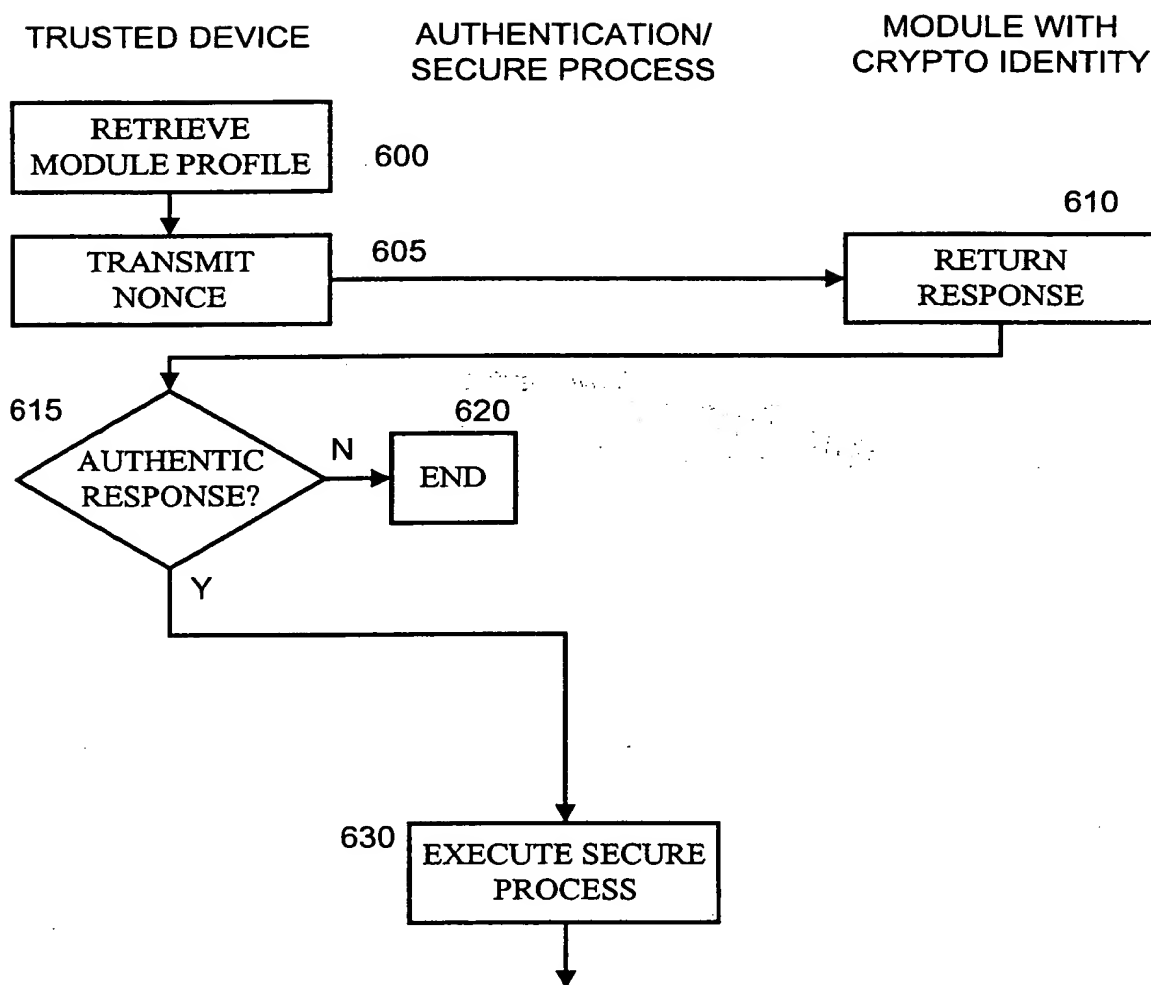 TRUSTED DEVICE
AUTHENTICATION/
SECURE PROCESS
MODULE WITH
CRYPTO IDENTITY
RETRIEVE
MODULE PROFILE
600
TRANSMIT
NONCE
605
610
RETURN
RESPONSE
615
AUTHENTIC
RESPONSE?
N
620
END
Y
630
EXECUTE SECURE
PROCESS